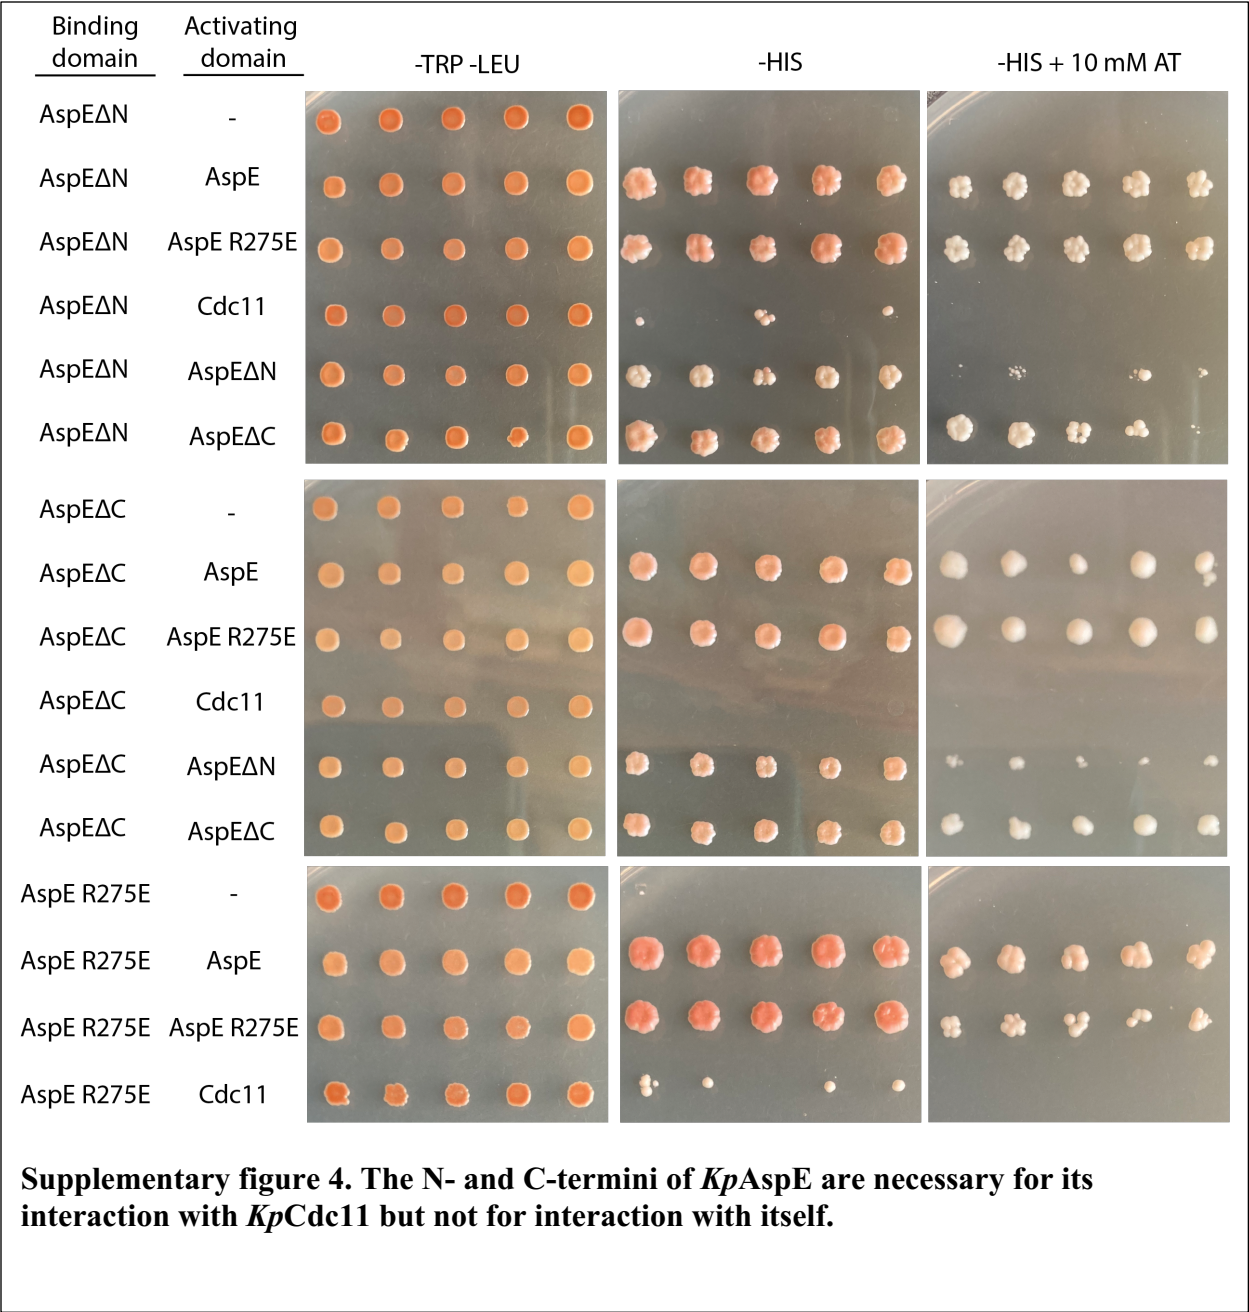 Binding domain
Activating domain
-TRP -LEU
-HIS
-HIS + 10 mM AT
AspEΔN -
AspEΔN AspE
AspEΔN AspE R275E
AspEΔN Cdc11
AspEΔN AspEΔN
AspEΔN AspEΔC
AspEΔC -
AspEΔC AspE
AspEΔC AspE R275E
AspEΔC Cdc11
AspEΔC AspEΔN
AspEΔC AspEΔC
AspE R275E -
AspE R275E AspE
AspE R275E AspE R275E
AspE R275E Cdc11
Supplementary figure 4. The N- and C-termini of KpAspE are necessary for its
interaction with KpCdc11 but not for interaction with itself.